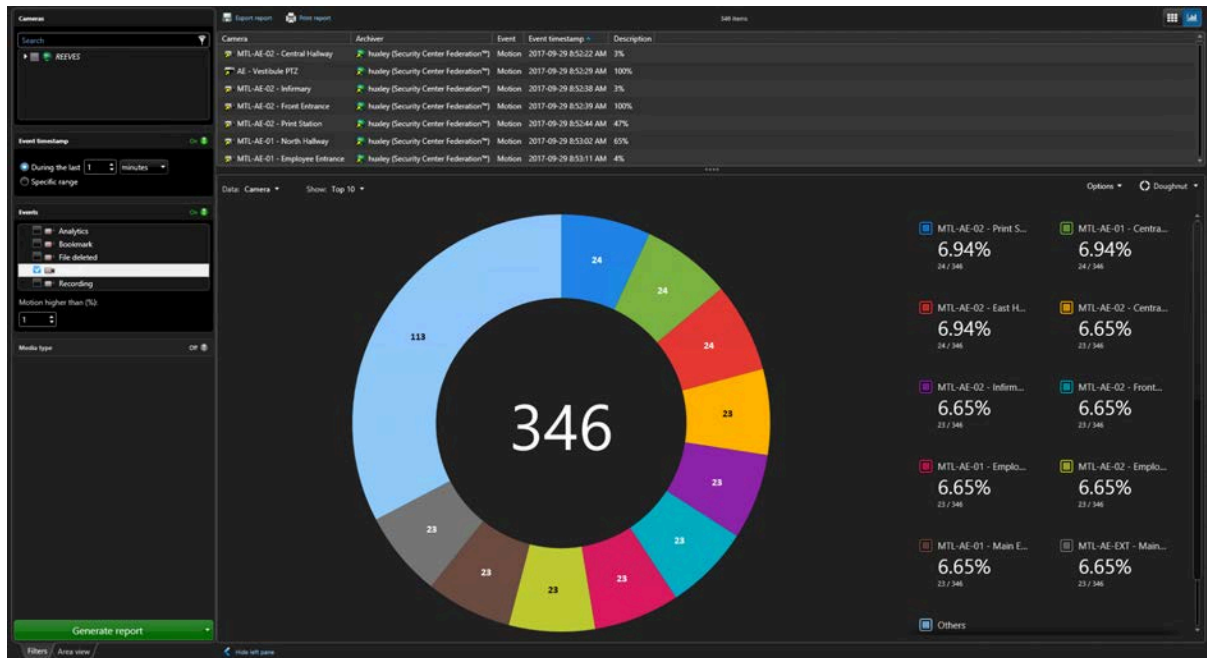 Cameras
Search
REEVES
Event timestamp On
During the last 1 minutes
Specific range
Events On
Analytics
Bookmark
File deleted
Recording
Motion higher than (%):
1
Media type Off
Generate report
Filters Area view
Export report Print report 346 items
Camera Archiver Event Event timestamp Description
MTL-AE-02 - Central Hallway huxley (Security Center Federation™) Motion 2017-09-29 8:52:22 AM 3%
AE - Vestibule PTZ huxley (Security Center Federation™) Motion 2017-09-29 8:52:29 AM 100%
MTL-AE-02 - Infirmary huxley (Security Center Federation™) Motion 2017-09-29 8:52:38 AM 3%
MTL-AE-02 - Front Entrance huxley (Security Center Federation™) Motion 2017-09-29 8:52:39 AM 100%
MTL-AE-02 - Print Station huxley (Security Center Federation™) Motion 2017-09-29 8:52:44 AM 47%
MTL-AE-01 - North Hallway huxley (Security Center Federation™) Motion 2017-09-29 8:53:02 AM 65%
MTL-AE-01 - Employee Entrance huxley (Security Center Federation™) Motion 2017-09-29 8:53:11 AM 4%
Data: Camera Show: Top 10 Options Doughnut
24
24
24
23
23
23
23
23
23
23
113
346
MTL-AE-02 - Print S... MTL-AE-01 - Centra...
6.94% 6.94%
24 / 346 24 / 346
MTL-AE-02 - East H... MTL-AE-02 - Centra...
6.94% 6.65%
24 / 346 23 / 346
MTL-AE-02 - Infirm... MTL-AE-02 - Front...
6.65% 6.65%
23 / 346 23 / 346
MTL-AE-01 - Emplo... MTL-AE-02 - Emplo...
6.65% 6.65%
23 / 346 23 / 346
MTL-AE-01 - Main E... MTL-AE-EXT - Main...
6.65% 6.65%
23 / 346 23 / 346
Others
Hide left pane